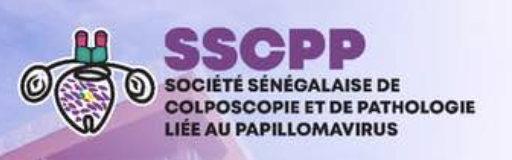 SSCPP
SOCIÉTÉ SÉNÉGALAISE DE
COLPOSCOPIE ET DE PATHOLOGIE
LIÉE AU PAPILLOMAVIRUS